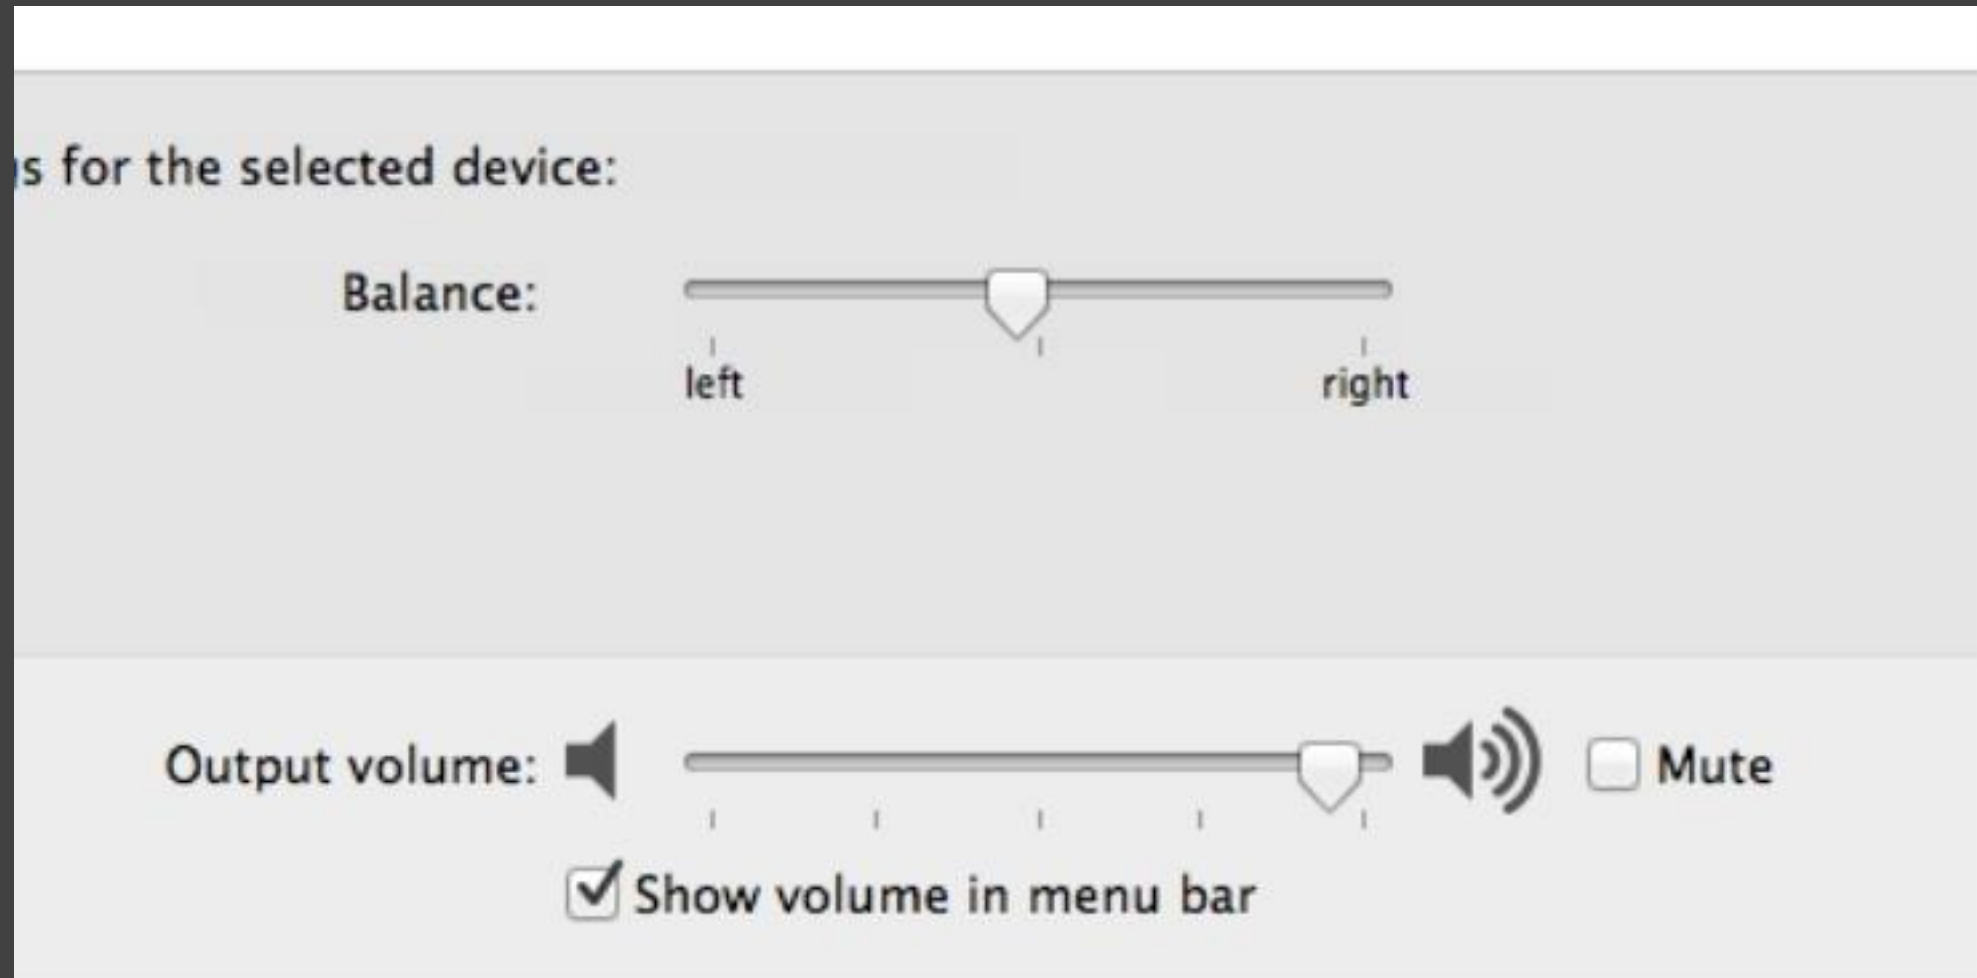 s for the selected device:
Balance:
left right
Output volume: Mute
Show volume in menu bar